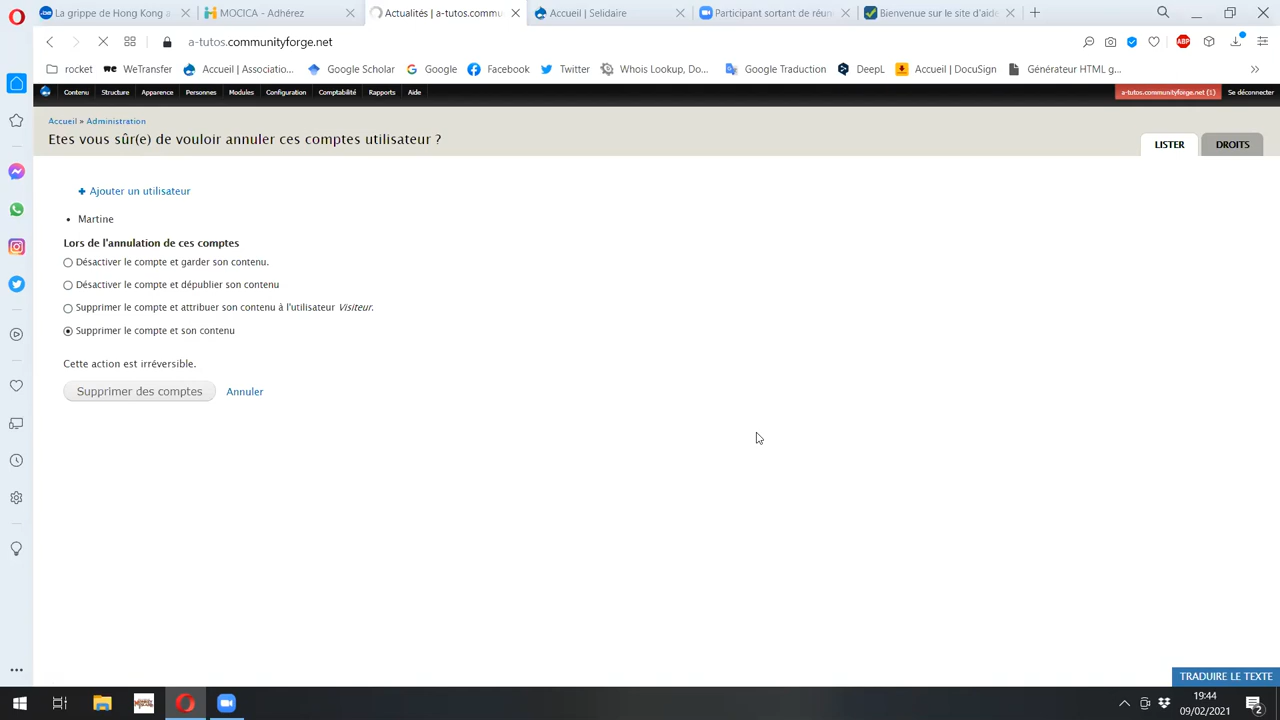 La grippe de Hong Kong a
MOCICA - Adhérez
Actualités | a-tutos.commu
Accueil | Selidaire
Participant sortant de réun
Bienvenue sur le site d'aide
a-tutos.communityforge.net
ABP
rocket
WeTransfer
Accueil | Associatio...
Google Scholar
Google
Facebook
Twitter
Whois Lookup, Do...
Google Traduction
DeepL
Accueil | DocuSign
Générateur HTML g...
Contenu
Structure
Apparence
Personnes
Modules
Configuration
Comptabilité
Rapports
Aide
a-tutos.communityforge.net (1)
Se déconnecter
Accueil » Administration
Etes vous sûr(e) de vouloir annuler ces comptes utilisateur ?
LISTER
DROITS
Ajouter un utilisateur
Martine
Lors de l'annulation de ces comptes
Désactiver le compte et garder son contenu.
Désactiver le compte et dépublier son contenu
Supprimer le compte et attribuer son contenu à l'utilisateur Visiteur.
Supprimer le compte et son contenu
Cette action est irréversible.
Supprimer des comptes
Annuler
TRADUIRE LE TEXTE
19:44
09/02/2021
2